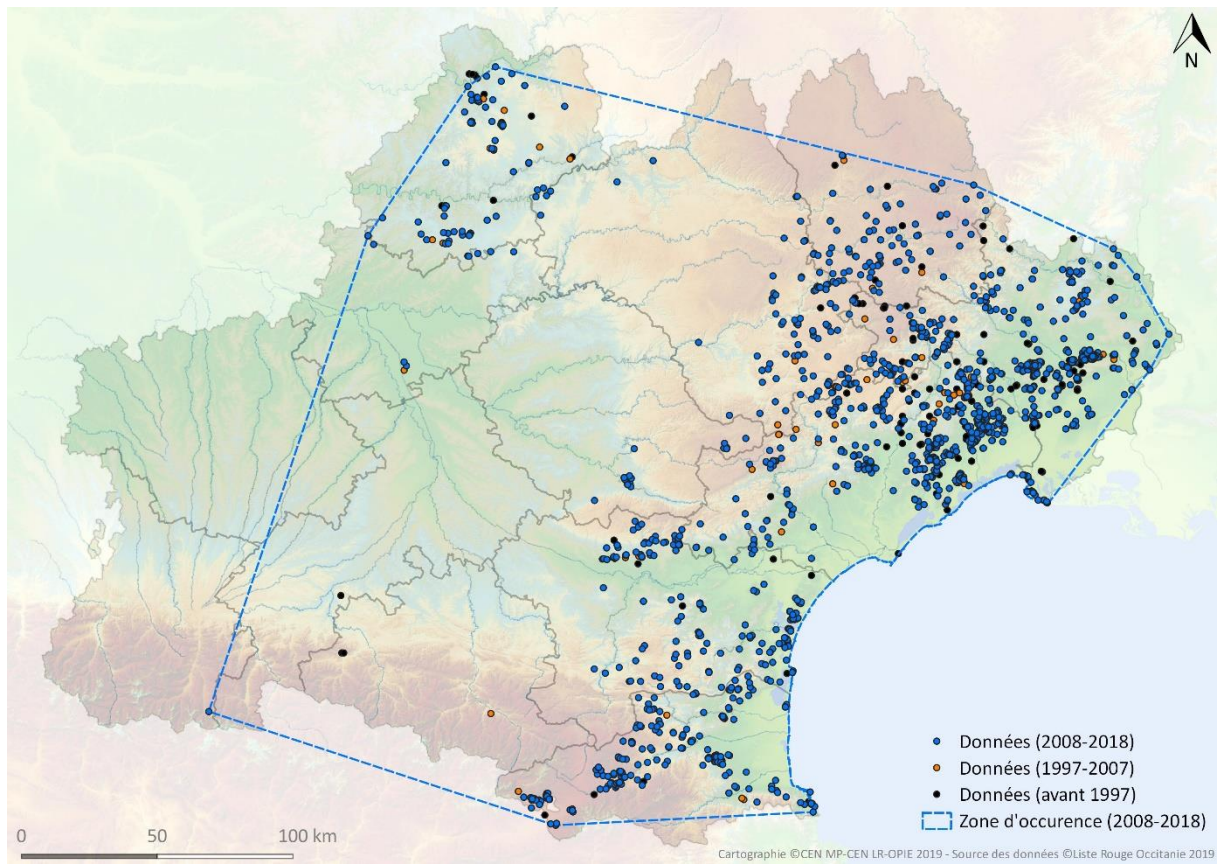 N
Données (2008-2018)
Données (1997-2007)
Données (avant 1997)
Zone d'occurence (2008-2018)
0 50 100 km
Cartographie ©CEN MP-CEN LR-OPIE 2019 - Source des données ©Liste Rouge Occitanie 2019